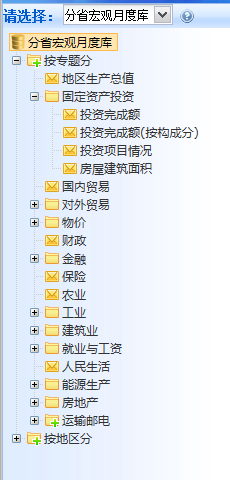 请选择： 分省宏观月度库
分省宏观月度库
按专题分
地区生产总值
固定资产投资
投资完成额
投资完成额(按构成分)
投资项目情况
房屋建筑面积
国内贸易
对外贸易
物价
财政
金融
保险
农业
工业
建筑业
就业与工资
人民生活
能源生产
房地产
运输邮电
按地区分